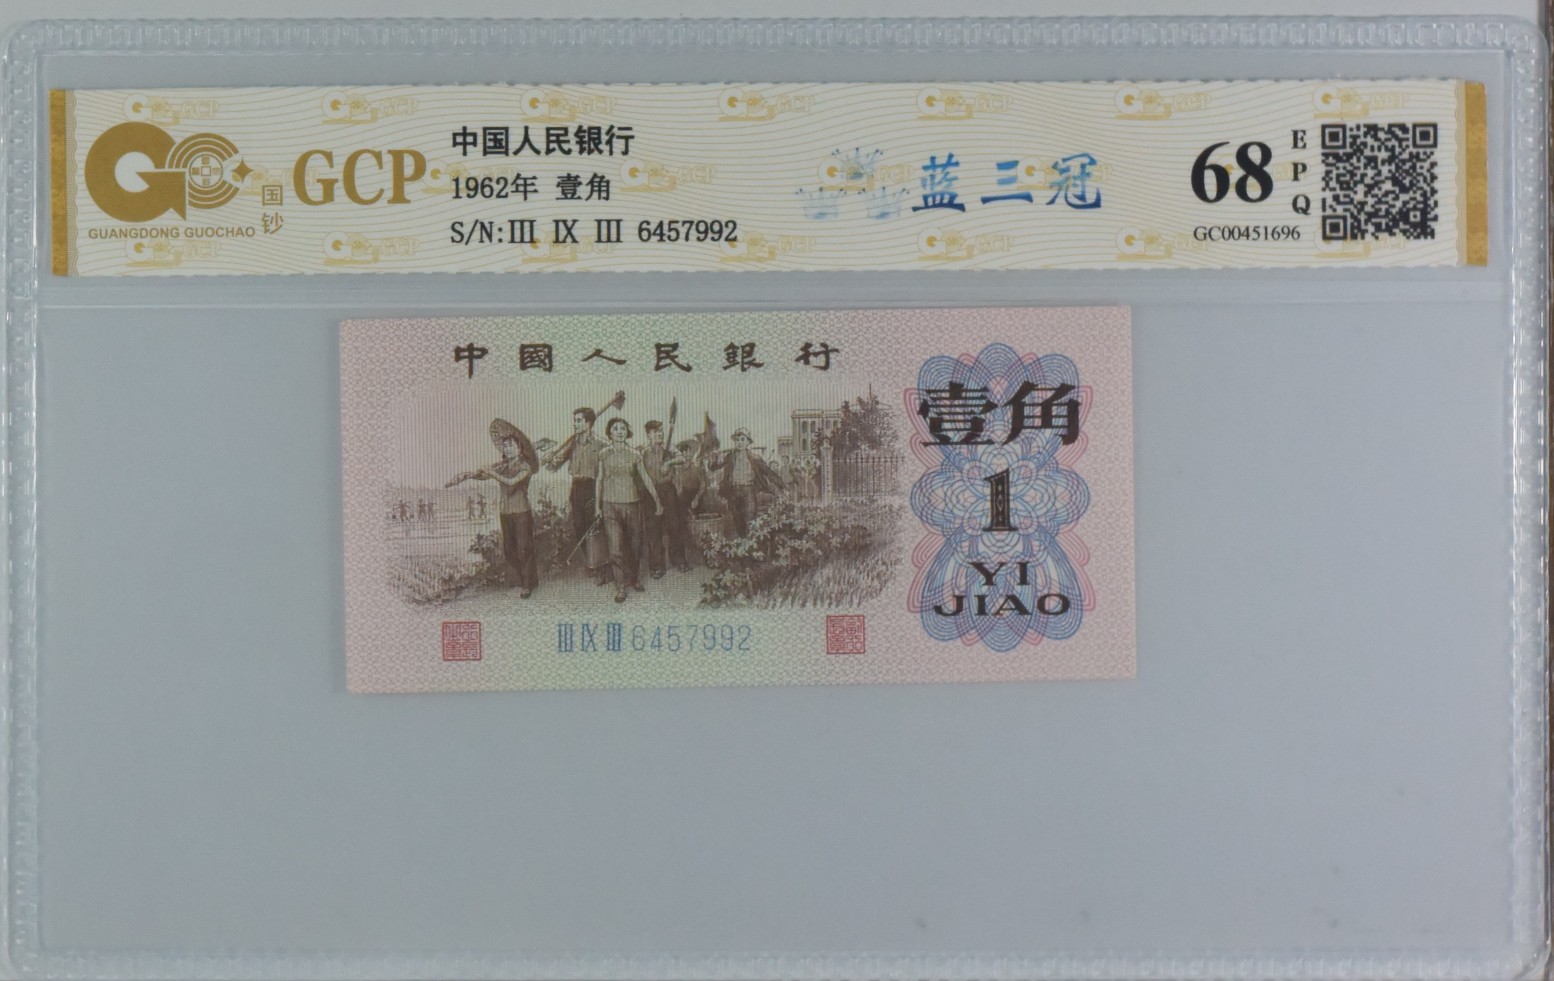 GCP
国钞
GUANGDONG GUOCHAO
中国人民银行
1962年 壹角
S/N:III IX III 6457992
蓝三冠
68
EPQ
GC00451696
中國人民銀行
壹角
1
YI
JIAO
III IX III 6457992